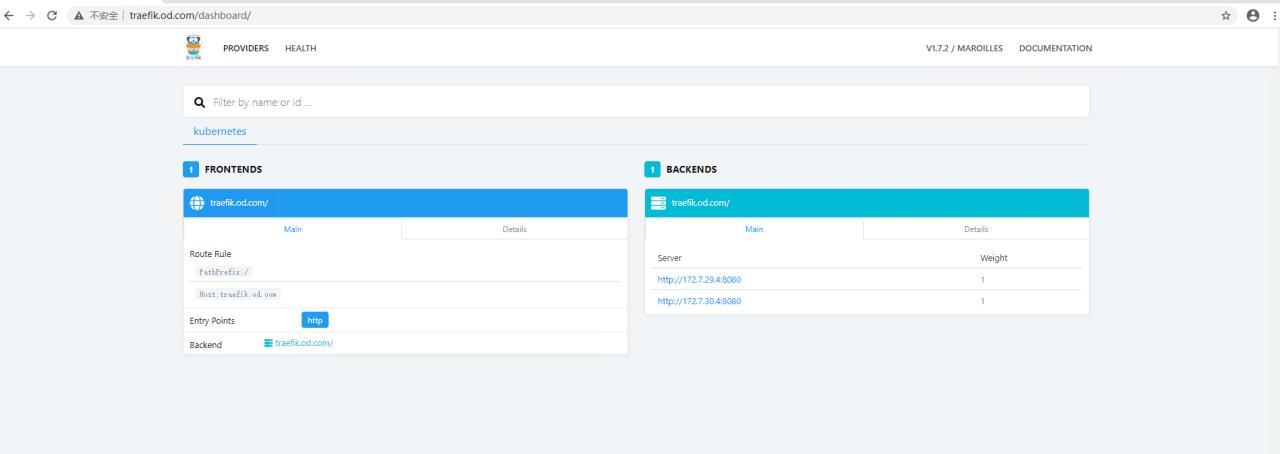 不安全 traefik.od.com/dashboard/
træfik PROVIDERS HEALTH V1.7.2 / MAROILLES DOCUMENTATION
Filter by name or id ...
kubernetes
1 FRONTENDS
traefik.od.com/
Main Details
Route Rule
PathPrefix:/
Host:traefik.od.com
Entry Points http
Backend traefik.od.com/
1 BACKENDS
traefik.od.com/
Main Details
Server Weight
http://172.7.29.4:8080 1
http://172.7.30.4:8080 1